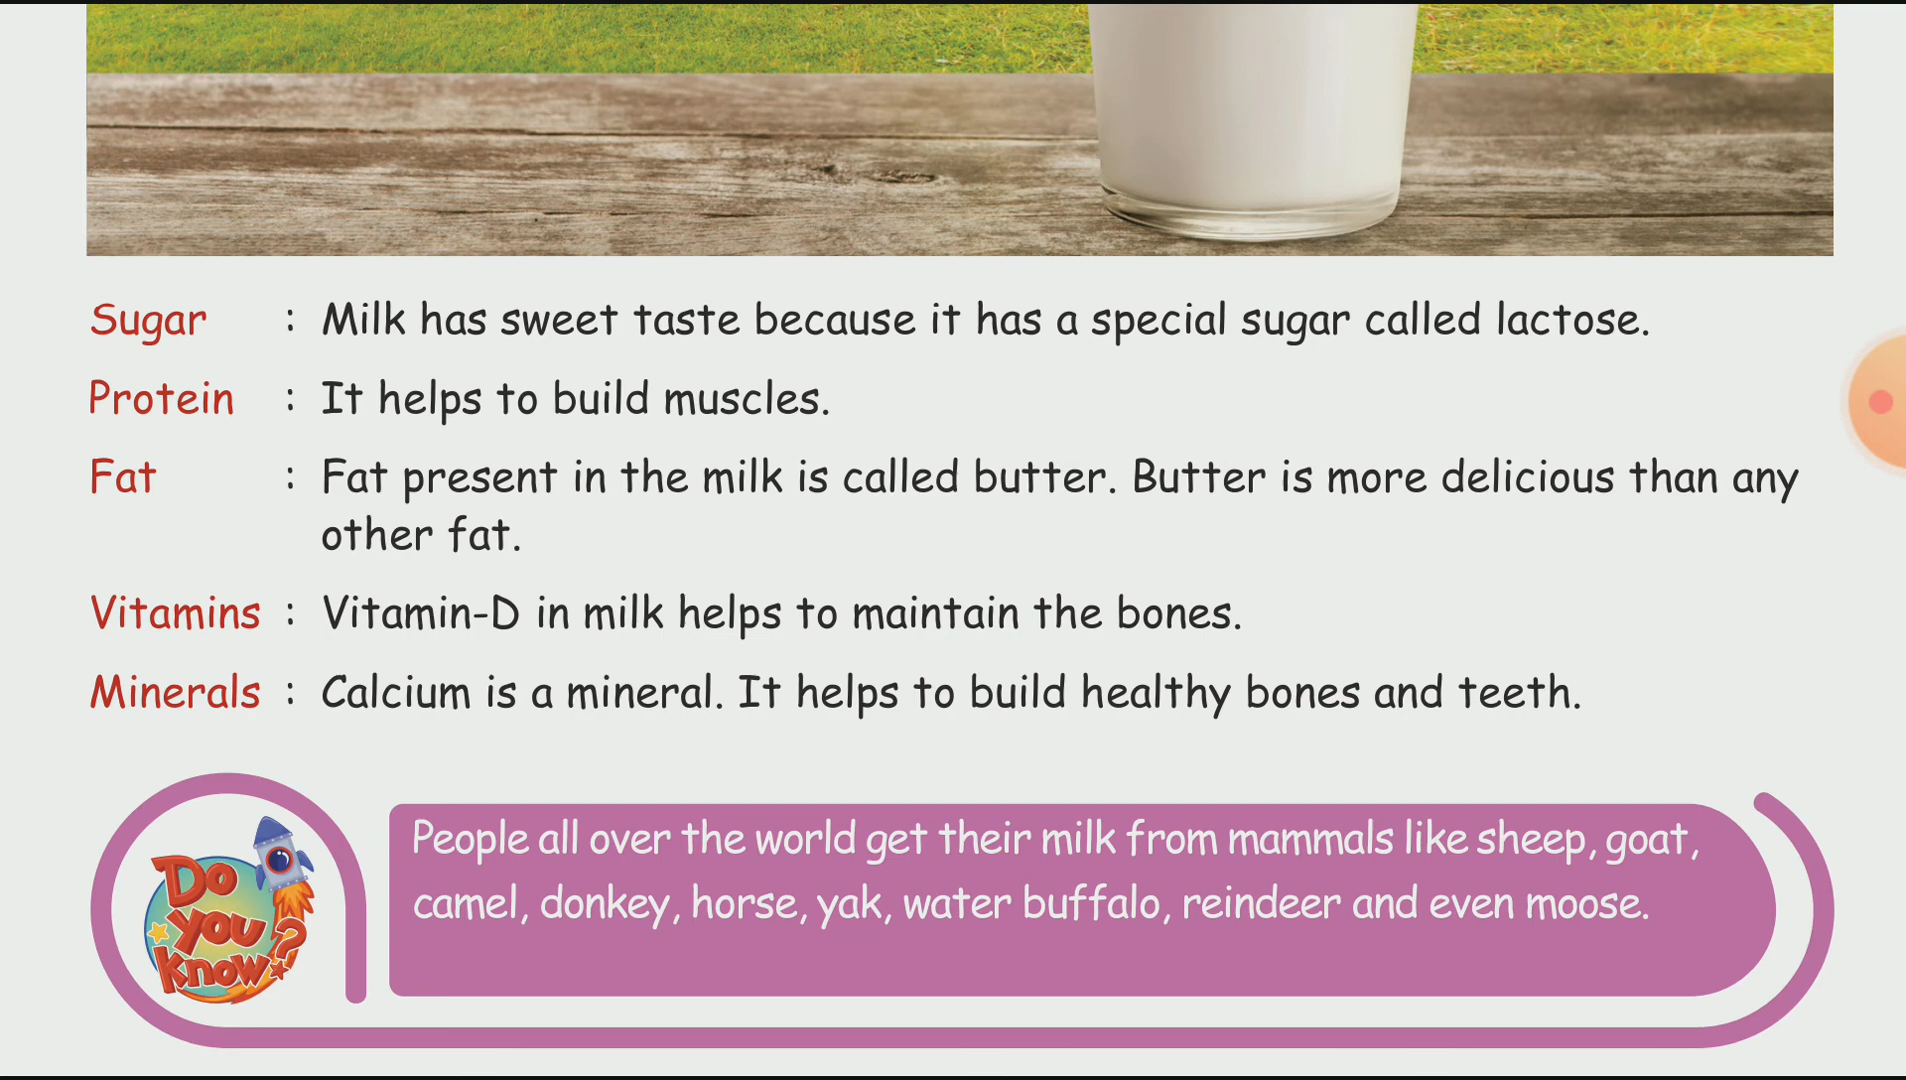 Sugar : Milk has sweet taste because it has a special sugar called lactose.
Protein : It helps to build muscles.
Fat : Fat present in the milk is called butter. Butter is more delicious than any
other fat.
Vitamins : Vitamin-D in milk helps to maintain the bones.
Minerals : Calcium is a mineral. It helps to build healthy bones and teeth.
Do
you
know?
People all over the world get their milk from mammals like sheep, goat,
camel, donkey, horse, yak, water buffalo, reindeer and even moose.